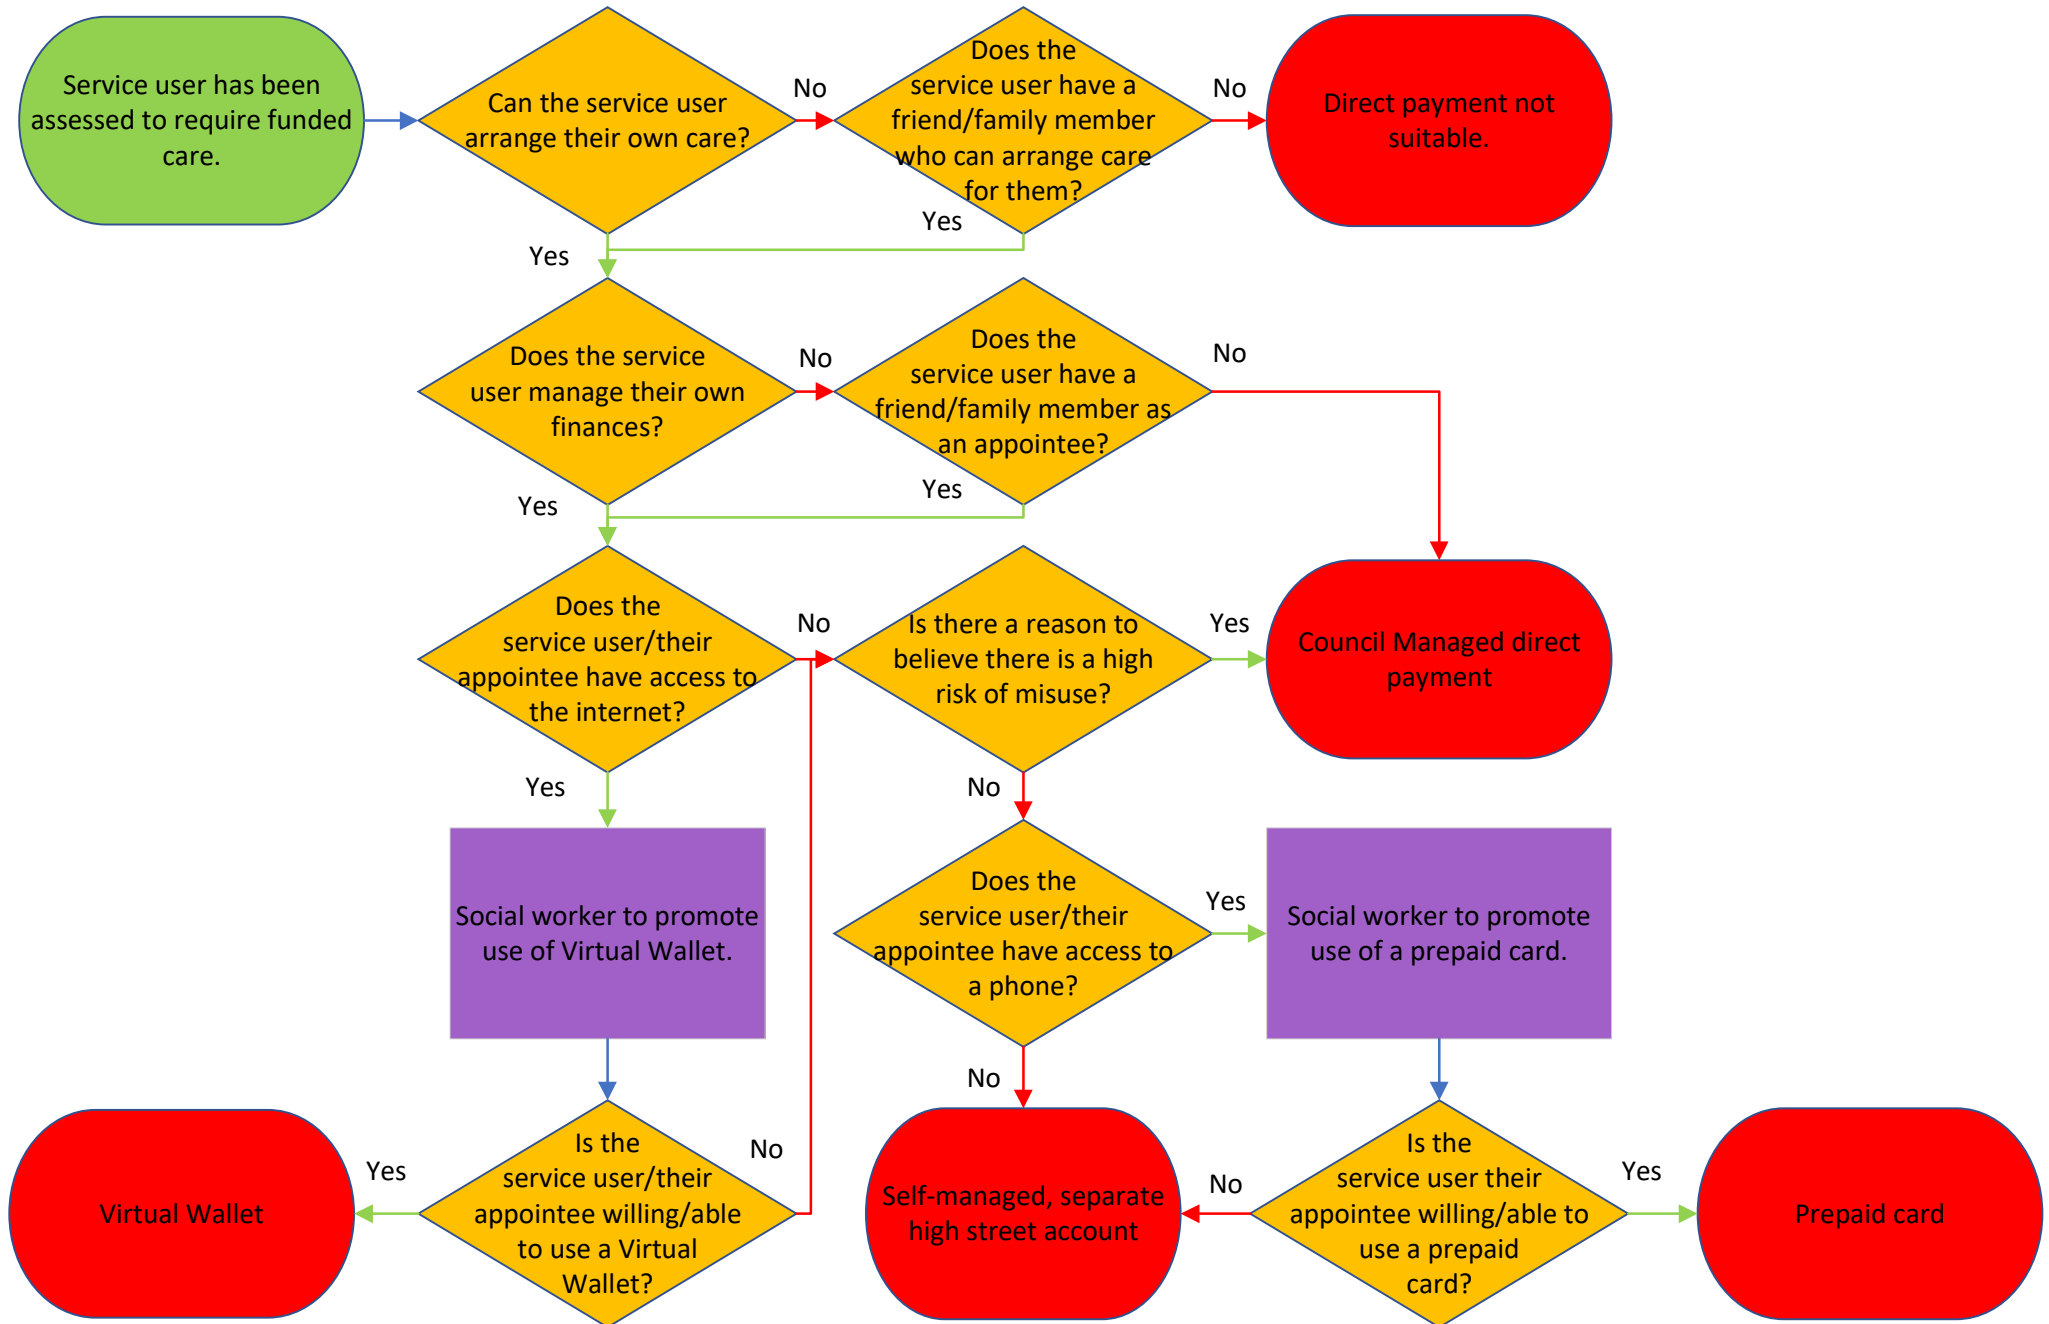 Service user has been
assessed to require funded
care.
Can the service user
arrange their own care?
No
Does the
service user have a
friend/family member
who can arrange care
for them?
No
Direct payment not
suitable.
Yes
Yes
Does the service
user manage their own
finances?
No
Does the
service user have a
friend/family member as
an appointee?
No
Yes
Yes
Does the
service user/their
appointee have access to
the internet?
No
Is there a reason to
believe there is a high
risk of misuse?
Yes
Council Managed direct
payment
Yes
No
Social worker to promote
use of Virtual Wallet.
Does the
service user/their
appointee have access to
a phone?
Yes
Social worker to promote
use of a prepaid card.
No
Virtual Wallet
Yes
Is the
service user/their
appointee willing/able
to use a Virtual
Wallet?
No
Self-managed, separate
high street account
No
Is the
service user their
appointee willing/able to
use a prepaid
card?
Yes
Prepaid card